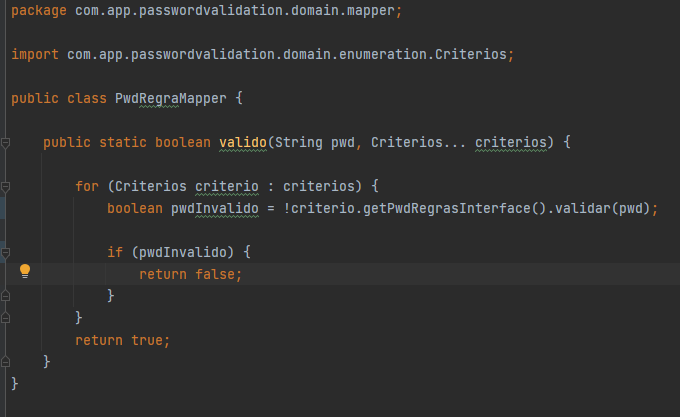 package com.app.passwordvalidation.domain.mapper;
import com.app.passwordvalidation.domain.enumeration.Criterios;
public class PwdRegraMapper {
public static boolean valido(String pwd, Criterios... criterios) {
for (Criterios criterio : criterios) {
boolean pwdInvalido = !criterio.getPwdRegrasInterface().validar(pwd);
if (pwdInvalido) {
return false;
}
}
return true;
}
}